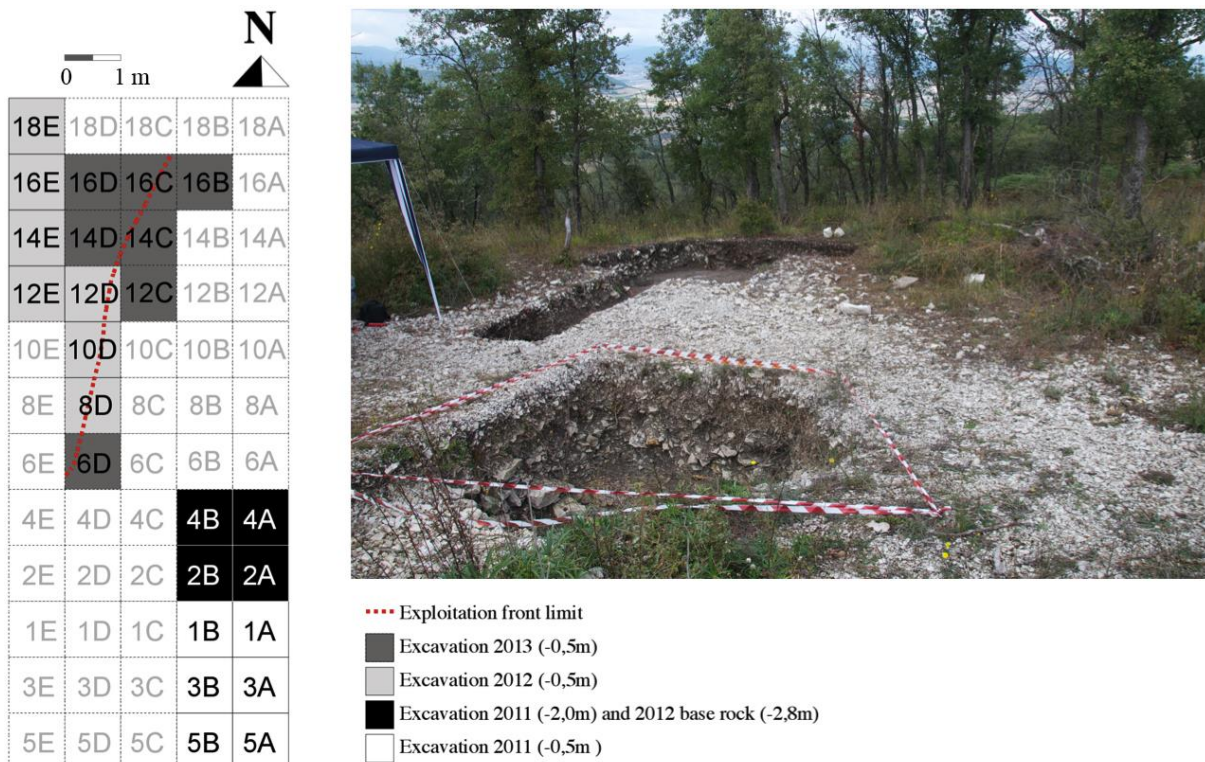 N
0 1 m
18E 18D 18C 18B 18A
16E 16D 16C 16B 16A
14E 14D 14C 14B 14A
12E 12D 12C 12B 12A
10E 10D 10C 10B 10A
8E 8D 8C 8B 8A
6E 6D 6C 6B 6A
4E 4D 4C 4B 4A
2E 2D 2C 2B 2A
1E 1D 1C 1B 1A
3E 3D 3C 3B 3A
5E 5D 5C 5B 5A
Exploitation front limit
Excavation 2013 (-0,5m)
Excavation 2012 (-0,5m)
Excavation 2011 (-2,0m) and 2012 base rock (-2,8m)
Excavation 2011 (-0,5m )